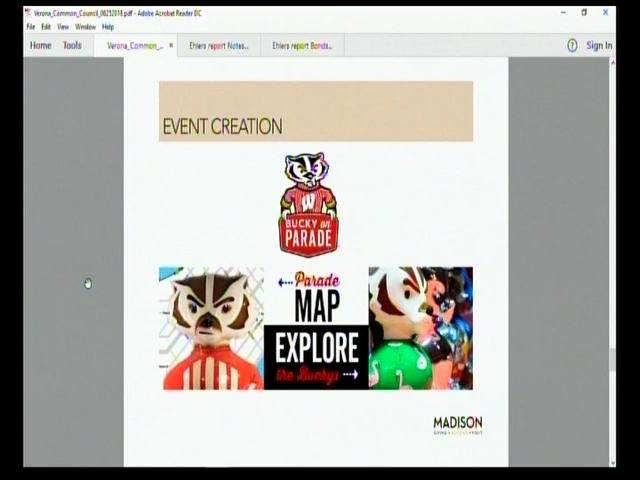 Verona_Common_Council_06252018.pdf - Adobe Acrobat Reader DC
File Edit View Window Help
Home Tools Verona_Common_... × Ehlers report Notes... Ehlers report Bonds... ? Sign In
EVENT CREATION
W
BUCKY on
PARADE
Parade
MAP
EXPLORE
the Buckys
MADISON